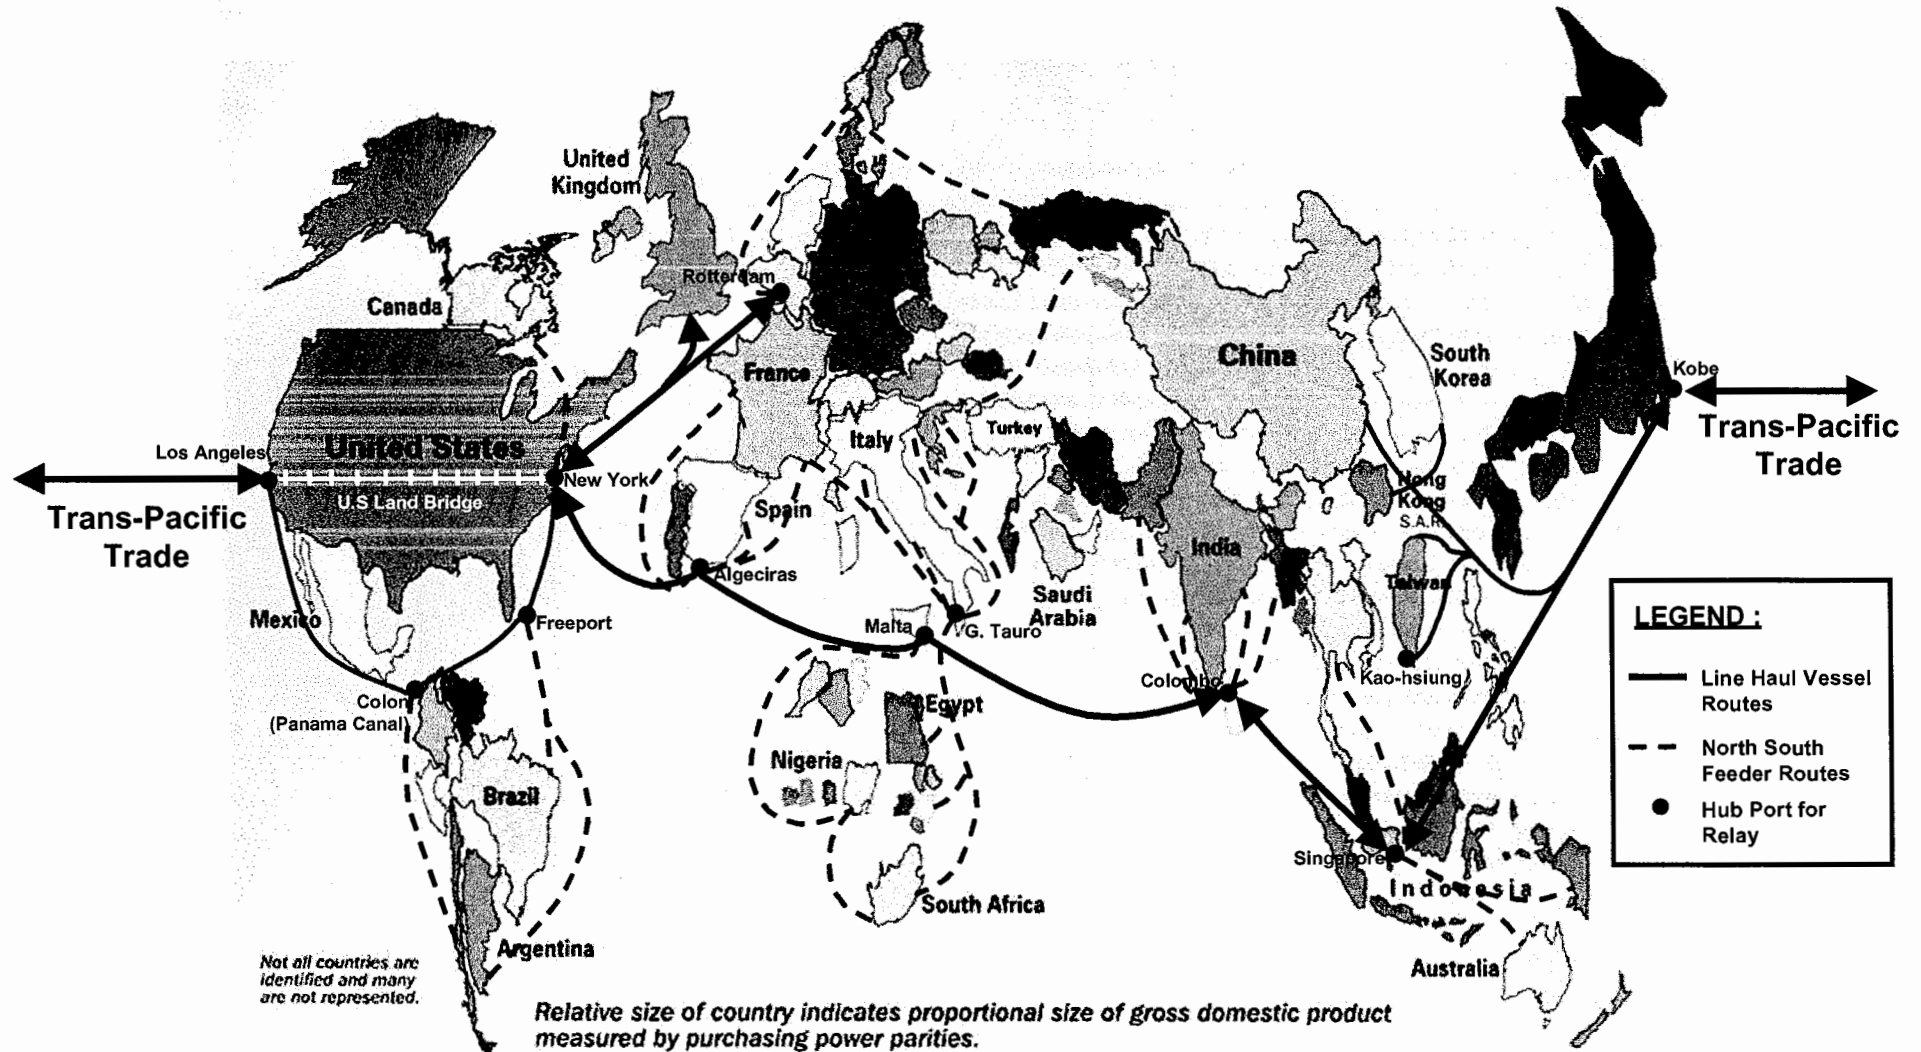 United
Kingdom
Rotterdam
Canada
China
South
Korea
France
Kobe
Trans-Pacific
Trade
Los Angeles
United States
Italy
Turkey
New York
U.S Land Bridge
Hong
Kong
S.A.R.
Spain
Trans-Pacific
Trade
India
Algeciras
Taiwan
Saudi
Arabia
Mexico
Freeport
Malta
G. Tauro
LEGEND :
Line Haul Vessel
Routes
North South
Feeder Routes
Hub Port for
Relay
Colombo
Kao-hsiung
Colon
(Panama Canal)
Egypt
Nigeria
Brazil
Singapore
Indonesia
South Africa
Argentina
Australia
Not all countries are
identified and many
are not represented.
Relative size of country indicates proportional size of gross domestic product
measured by purchasing power parities.